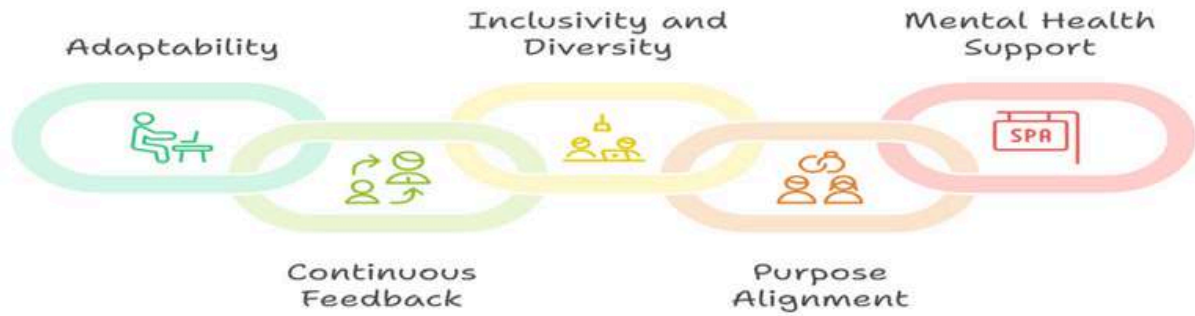 Adaptability
Inclusivity and
Diversity
Mental Health
Support
SPA
Continuous
Feedback
Purpose
Alignment